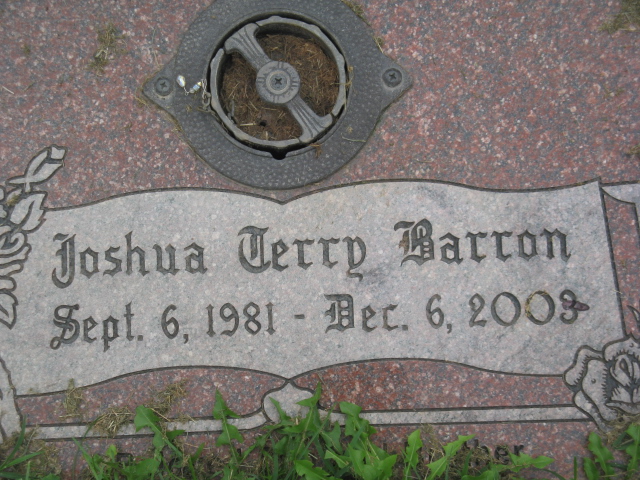 Joshua Terry Barron
Sept. 6, 1981 - Dec. 6, 2003